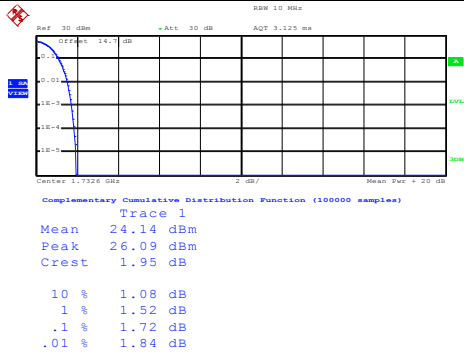 RBW 10 MHz
Ref 30 dBm Att 30 dB AQT 3.125 ms
Offset 14.7 dB
0.1
0.01
1E-3
1E-4
1E-5
1 SA
VIEW
A
LVL
3DB
Center 1.7326 GHz 2 dB/ Mean Pwr + 20 dB
Complementary Cumulative Distribution Function (100000 samples)
Trace 1
Mean 24.14 dBm
Peak 26.09 dBm
Crest 1.95 dB
10 % 1.08 dB
1 % 1.52 dB
.1 % 1.72 dB
.01 % 1.84 dB